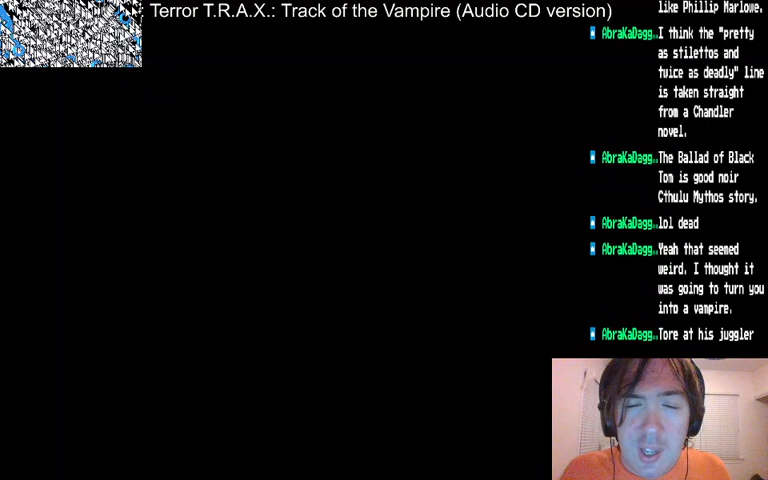 Terror T.R.A.X.: Track of the Vampire (Audio CD version)
like Phillip Marlowe.
AbraKaDagg.. I think the "pretty
as stilettos and
twice as deadly" line
is taken straight
from a Chandler
novel.
AbraKaDagg.. The Ballad of Black
Tom is good noir
Cthulu Mythos story.
AbraKaDagg.. lol dead
AbraKaDagg.. Yeah that seemed
weird. I thought it
was going to turn you
into a vampire.
AbraKaDagg.. Tore at his juggler